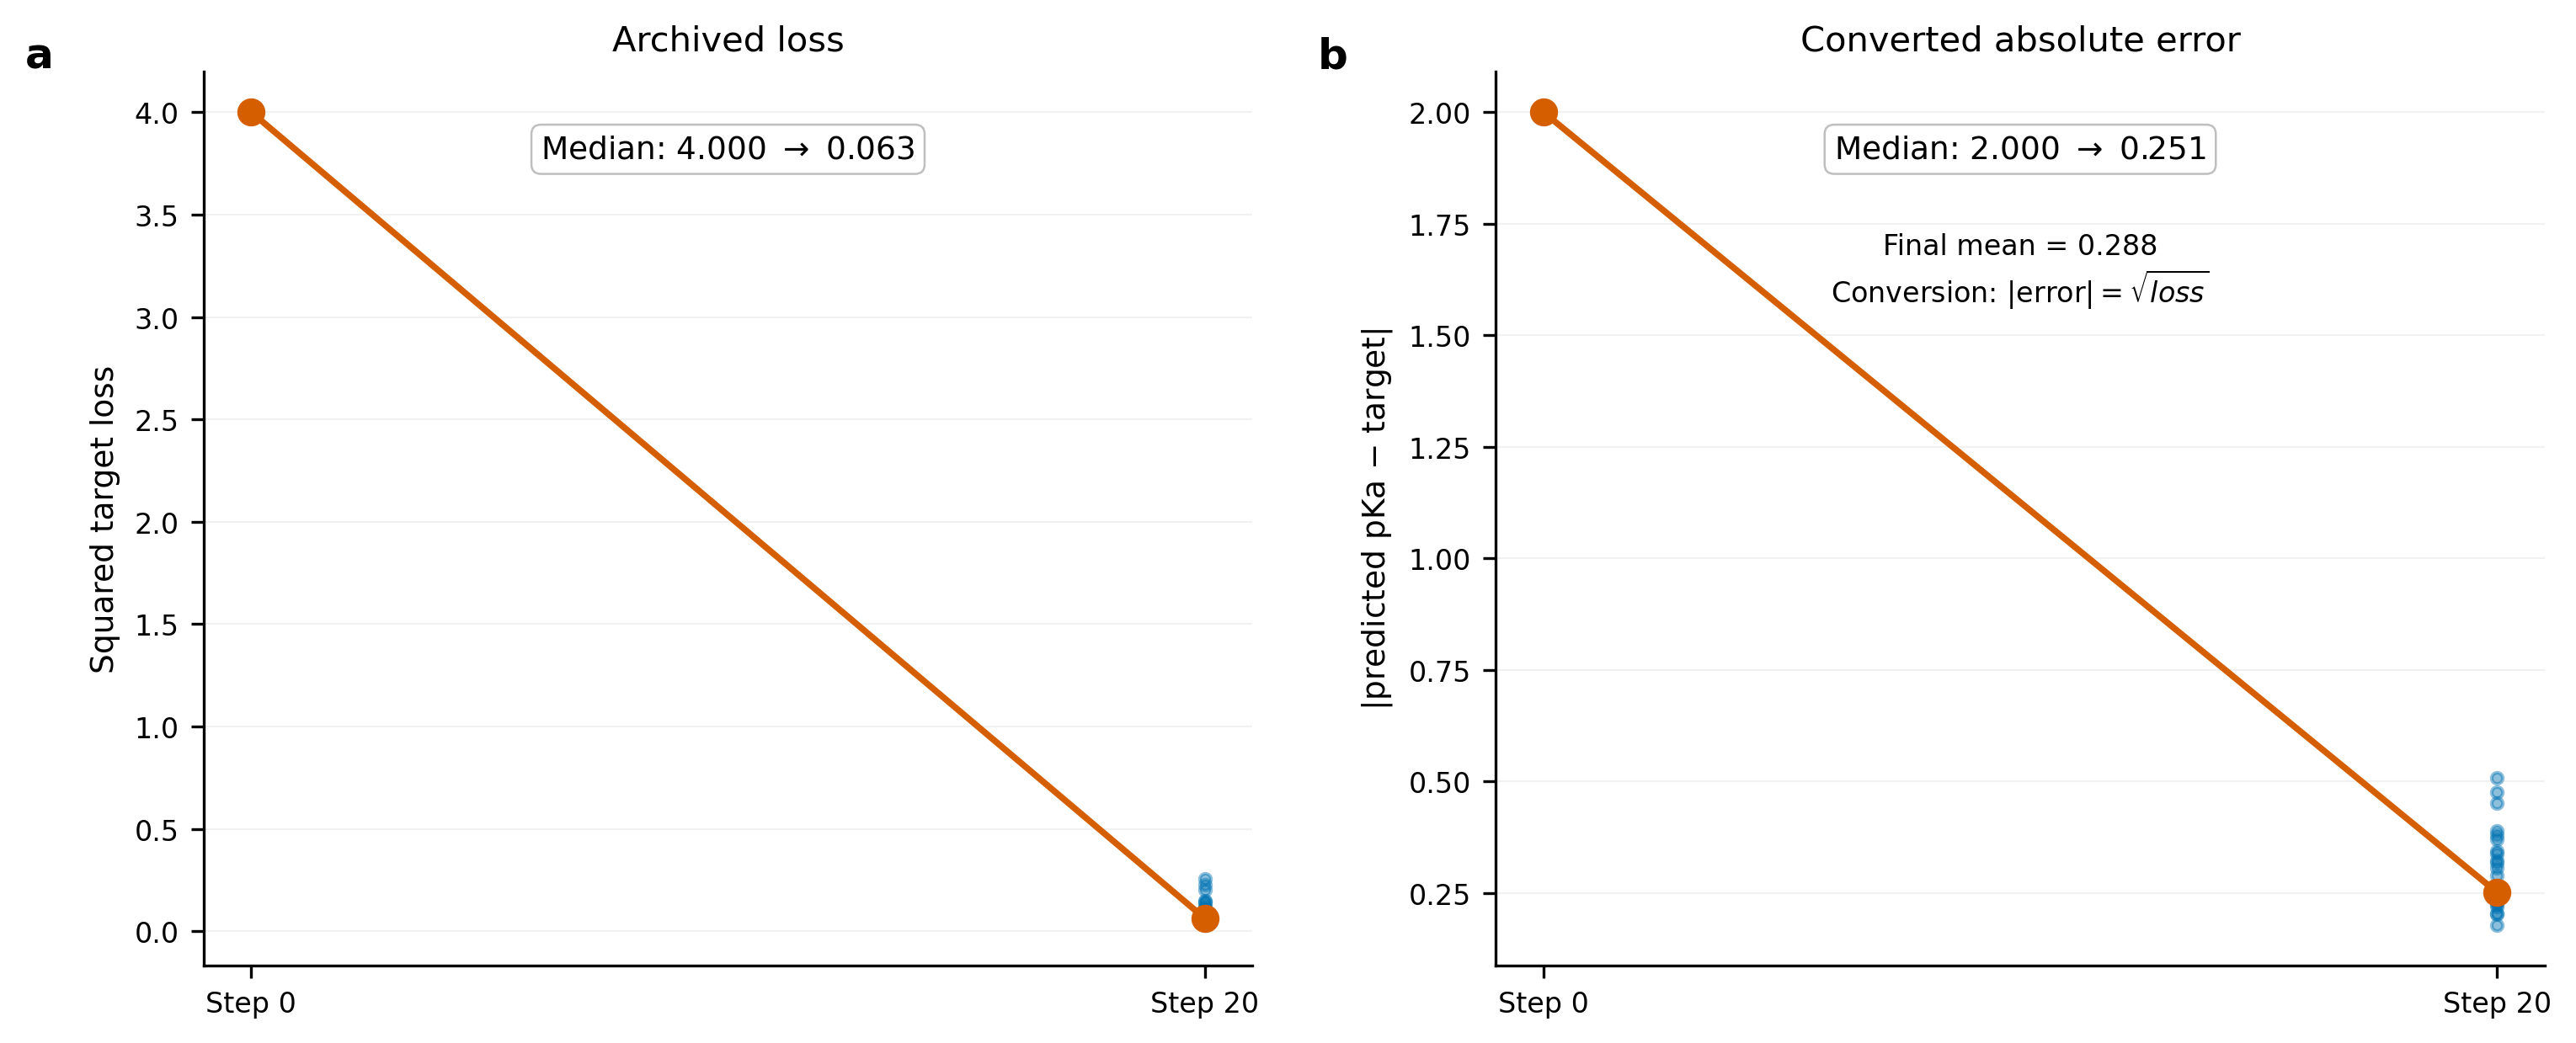 a
Archived loss
Squared target loss
4.0
3.5
3.0
2.5
2.0
1.5
1.0
0.5
0.0
Median: 4.000 → 0.063
Step 0
Step 20
b
Converted absolute error
|predicted pKa − target|
2.00
1.75
1.50
1.25
1.00
0.75
0.50
0.25
Median: 2.000 → 0.251
Final mean = 0.288
Conversion: |error| = √loss
Step 0
Step 20